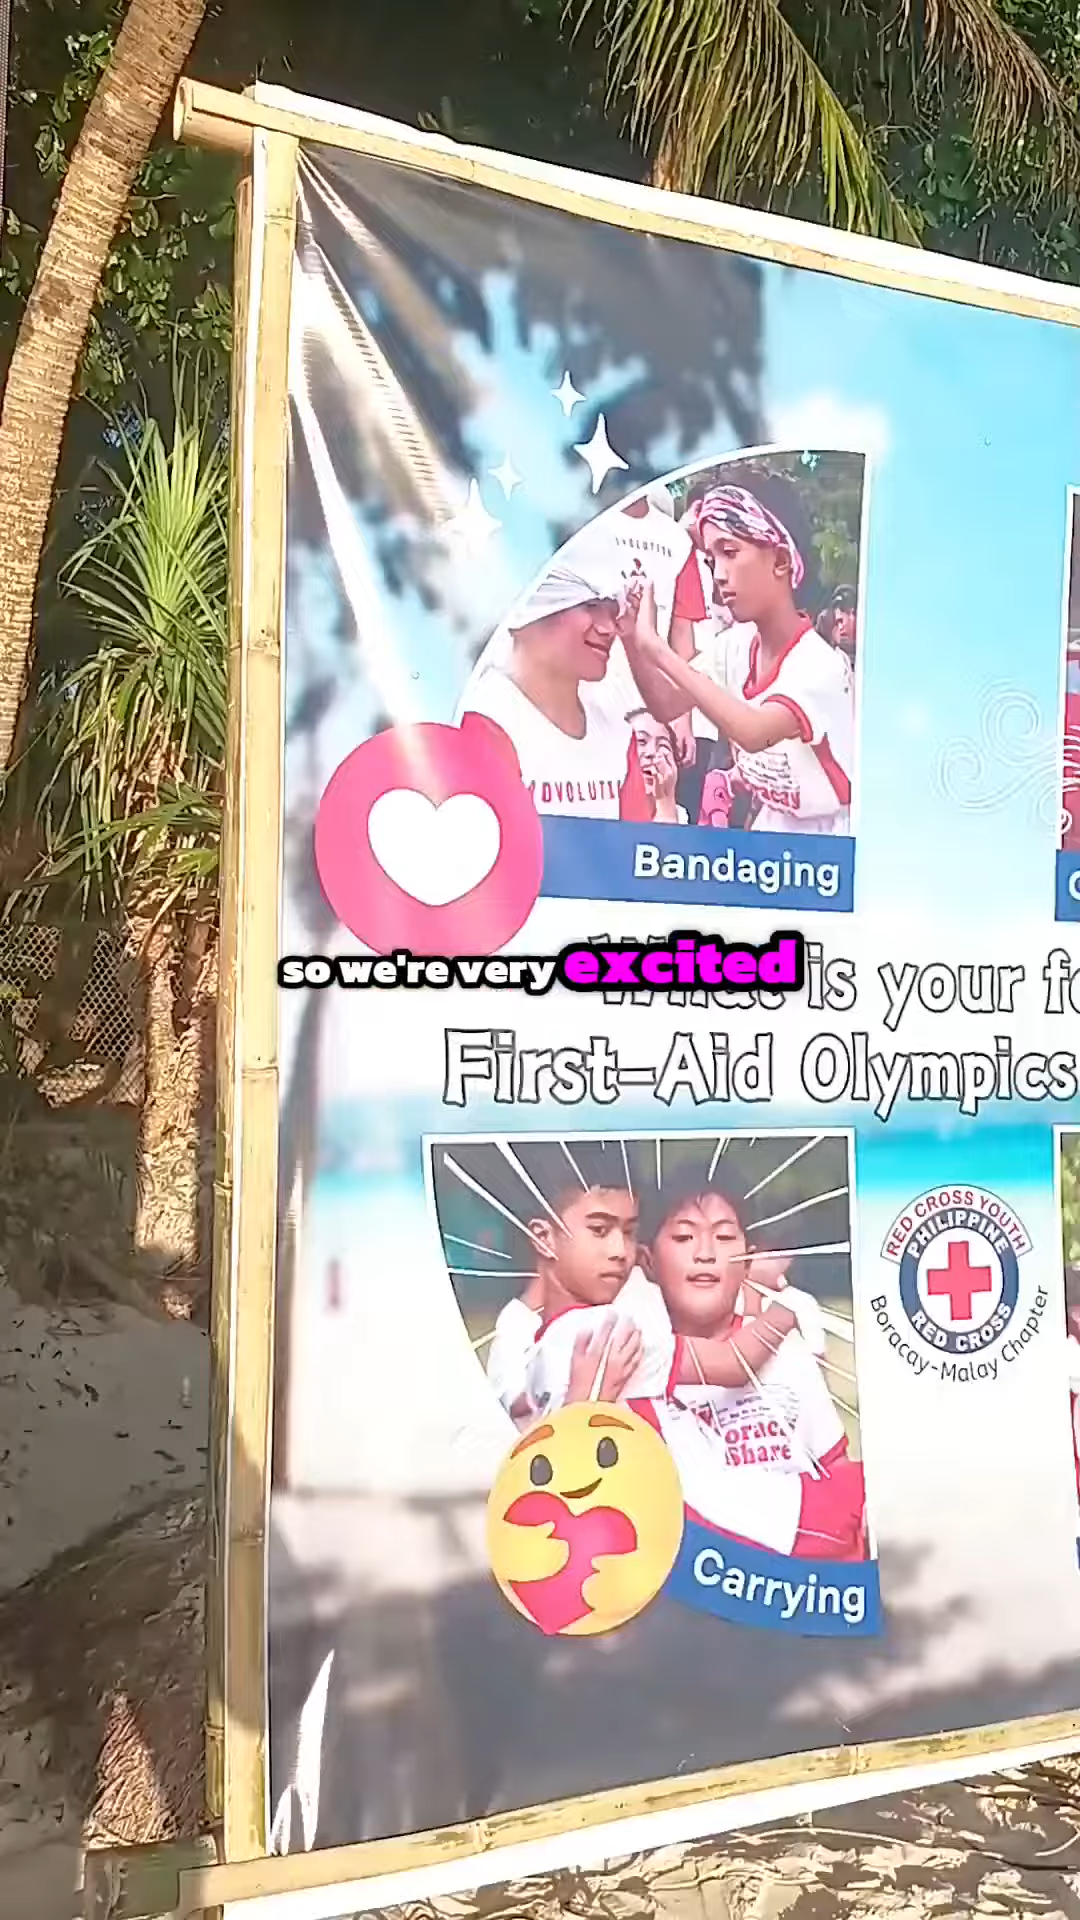 Bandaging
so we're very excited
What is your
First-Aid Olympics
RED CROSS YOUTH
PHILIPPINE
RED CROSS
Boracay-Malay Chapter
Carrying